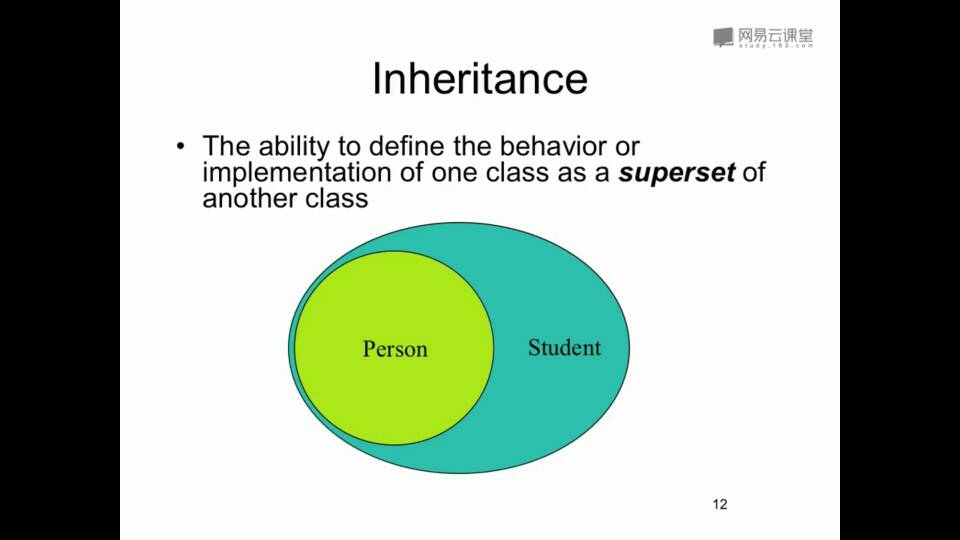 网易云课堂
study.163.com
Inheritance
• The ability to define the behavior or
implementation of one class as a superset of
another class
Person
Student
12